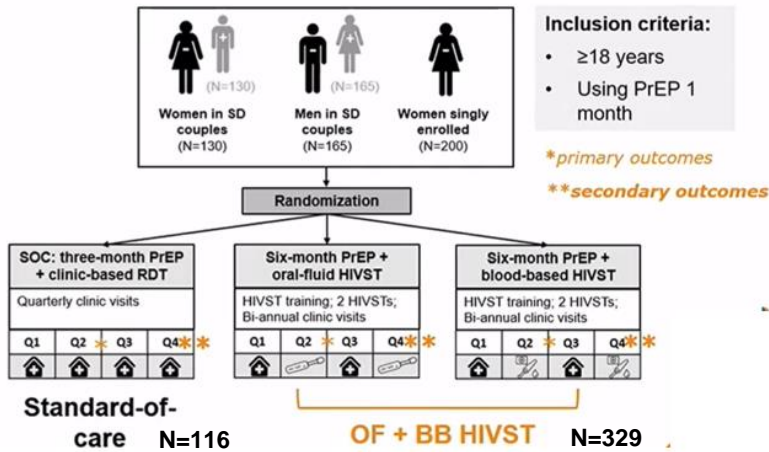 (N=130)
(N=165)
Women in SD
couples
(N=130)
Men in SD
couples
(N=165)
Women singly
enrolled
(N=200)
Inclusion criteria:
• ≥18 years
• Using PrEP 1
month
*primary outcomes
**secondary outcomes
Randomization
SOC: three-month PrEP
+ clinic-based RDT
Quarterly clinic visits
Q1 Q2 * Q3 Q4 **
Six-month PrEP +
oral-fluid HIVST
HIVST training; 2 HIVSTs;
Bi-annual clinic visits
Q1 Q2 * Q3 Q4 **
Six-month PrEP +
blood-based HIVST
HIVST training; 2 HIVSTs;
Bi-annual clinic visits
Q1 Q2 * Q3 Q4 **
Standard-of-
care N=116
OF + BB HIVST N=329